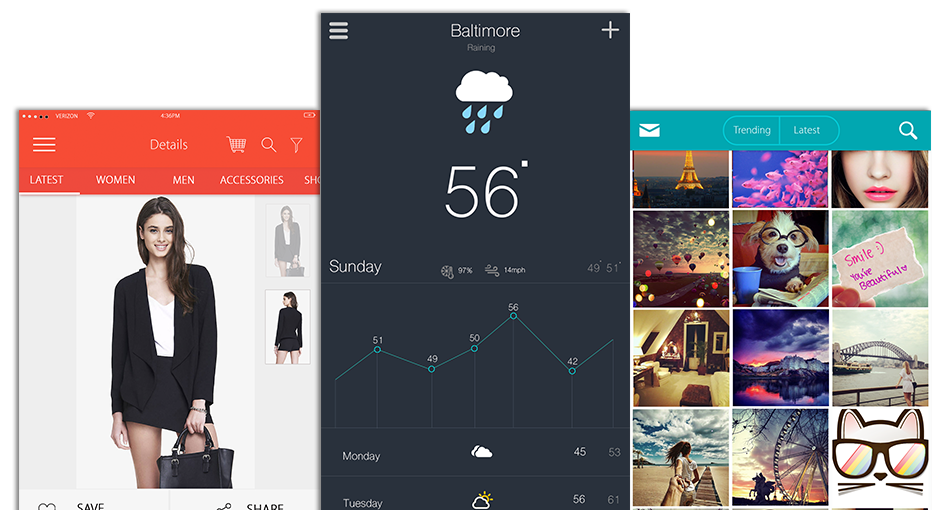 VERIZON
4:36PM
Details
LATEST WOMEN MEN ACCESSORIES SHO
SAVE
SHARE
Baltimore
Raining
56°
Sunday 97% 14mph 49° 51°
51
49
50
56
42
Monday 45 53
Tuesday 56 61
Trending Latest
Smile :)
You're
Beautiful